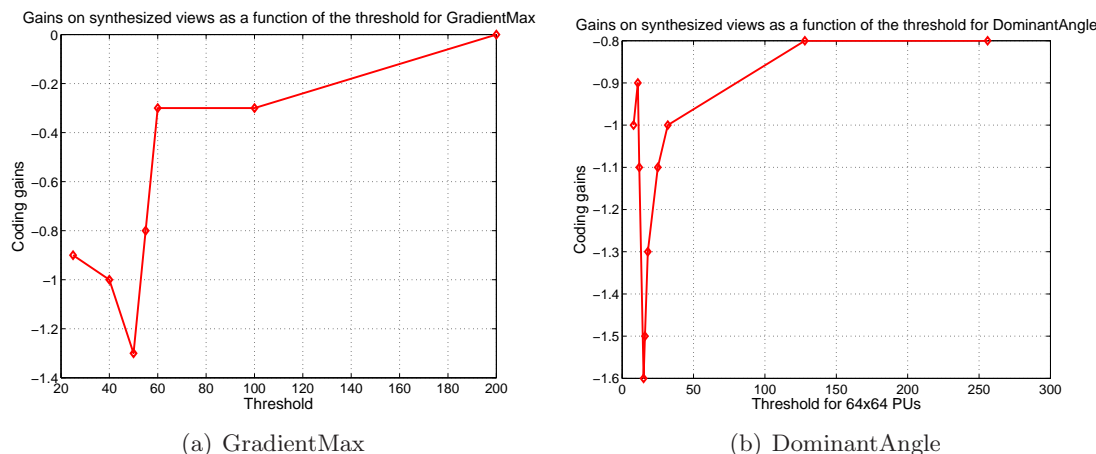 Gains on synthesized views as a function of the threshold for GradientMax
0
−0.2
−0.4
−0.6
−0.8
−1
−1.2
−1.4
Coding gains
20 40 60 80 100 120 140 160 180 200
Threshold
(a) GradientMax
Gains on synthesized views as a function of the threshold for DominantAngle
−0.8
−0.9
−1
−1.1
−1.2
−1.3
−1.4
−1.5
−1.6
Coding gains
0 50 100 150 200 250 300
Threshold for 64x64 PUs
(b) DominantAngle